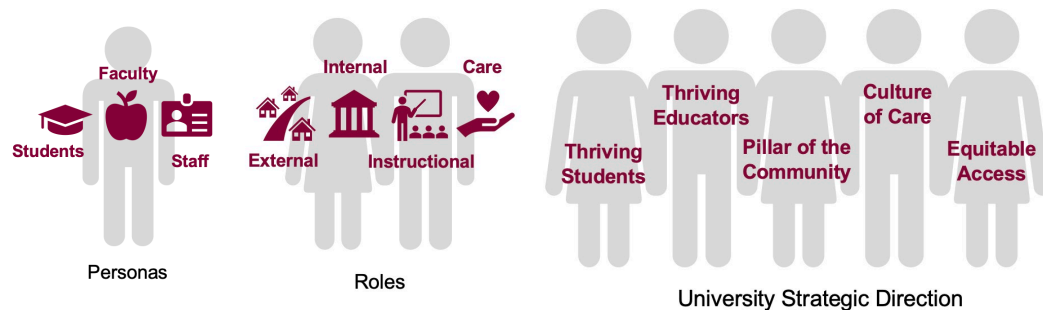 Faculty
Students
Staff
Personas
Internal
Care
External
Instructional
Roles
Thriving
Students
Thriving
Educators
Pillar of the
Community
Culture
of Care
Equitable
Access
University Strategic Direction